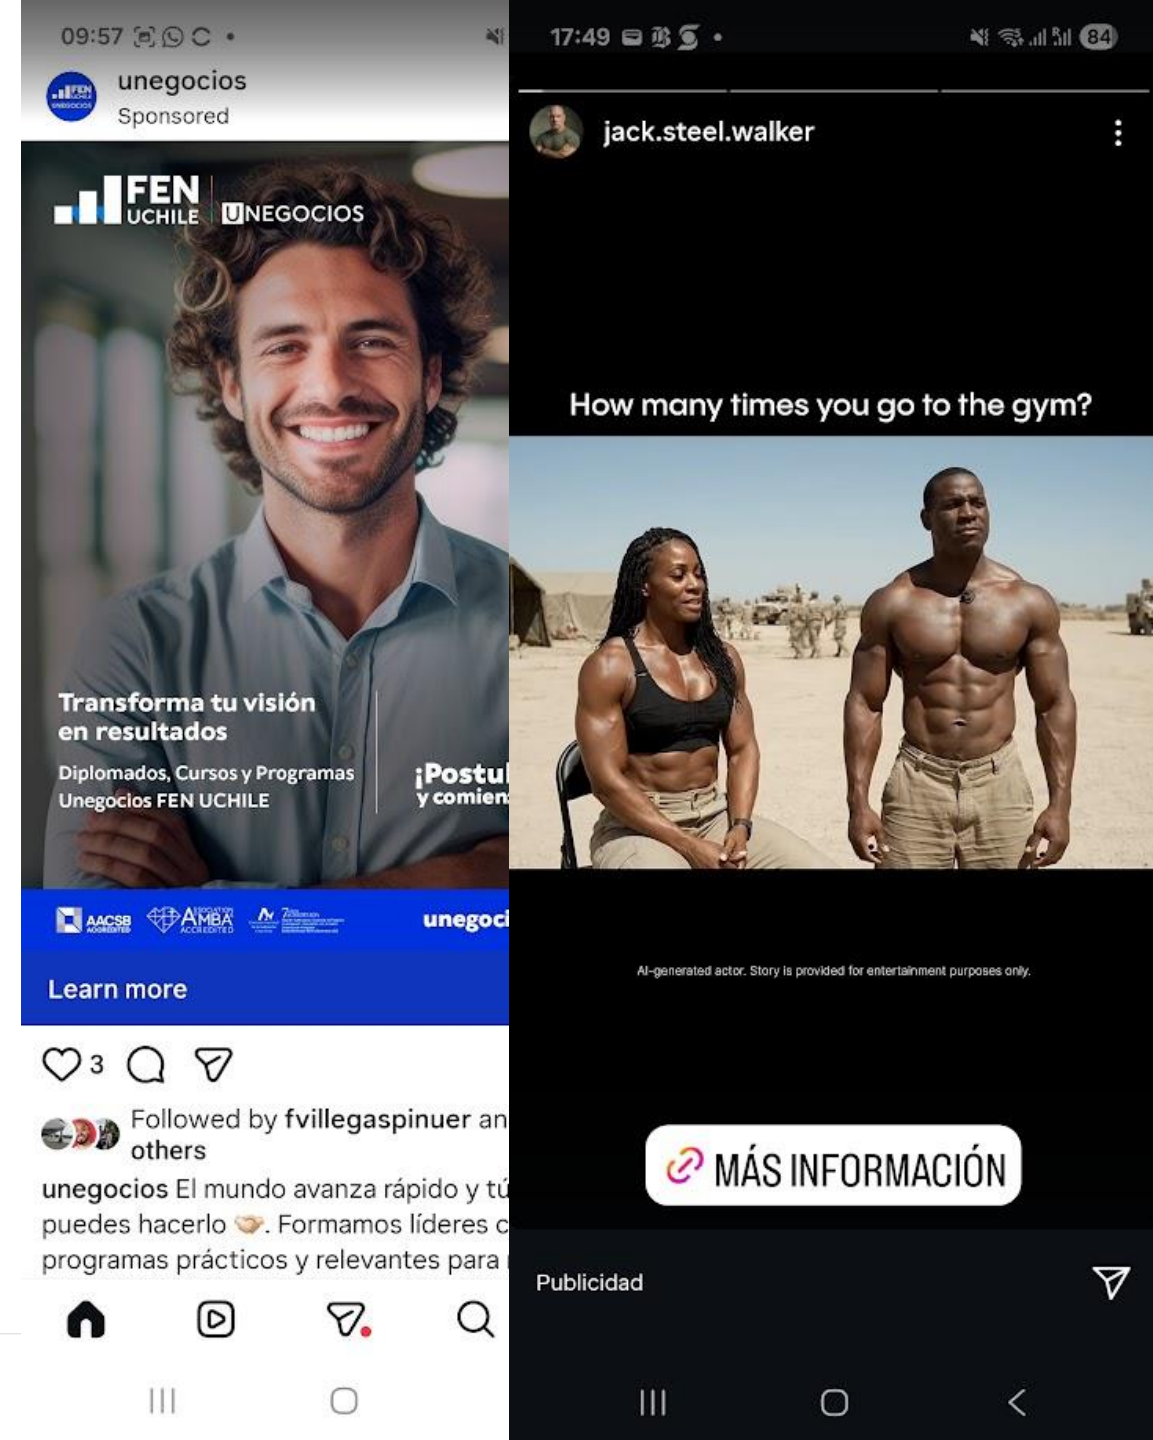 09:57
unegocios
Sponsored
FEN
UCHILE
UNEGOCIOS
Transforma tu visión
en resultados
Diplomados, Cursos y Programas
Unegocios FEN UCHILE
¡Postul
y comien
AACSB
ACCREDITED
ASSOCIATION
AMBA
ACCREDITED
unegoci
Learn more
3
Followed by fvillegaspinuer an
others
unegocios El mundo avanza rápido y tú
puedes hacerlo 🤝. Formamos líderes c
programas prácticos y relevantes para
17:49
84
jack.steel.walker
How many times you go to the gym?
AI-generated actor. Story is provided for entertainment purposes only.
MÁS INFORMACIÓN
Publicidad